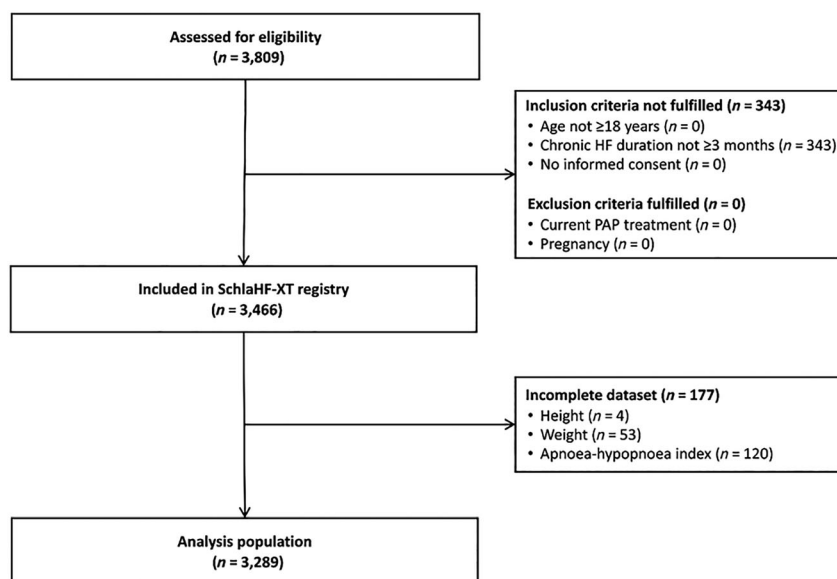 Assessed for eligibility
(n = 3,809)
Inclusion criteria not fulfilled (n = 343)
• Age not ≥18 years (n = 0)
• Chronic HF duration not ≥3 months (n = 343)
• No informed consent (n = 0)
Exclusion criteria fulfilled (n = 0)
• Current PAP treatment (n = 0)
• Pregnancy (n = 0)
Included in SchlaHF-XT registry
(n = 3,466)
Incomplete dataset (n = 177)
• Height (n = 4)
• Weight (n = 53)
• Apnoea-hypopnoea index (n = 120)
Analysis population
(n = 3,289)